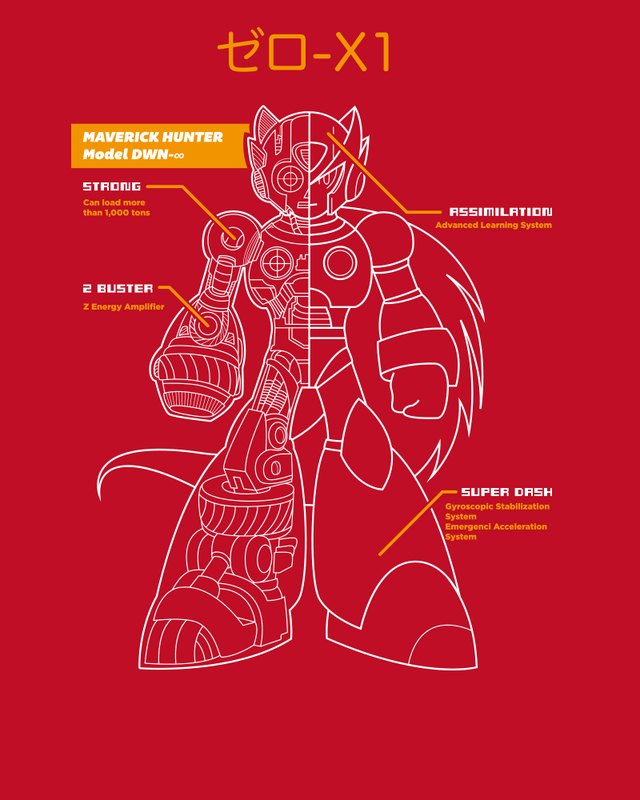 ゼロ-X1
MAVERICK HUNTER
Model DWN-∞
STRONG
Can load more
than 1,000 tons
Z BUSTER
Z Energy Amplifier
ASSIMILATION
Advanced Learning System
SUPER DASH
Gyroscopic Stabilization
System
Emergenci Acceleration
System